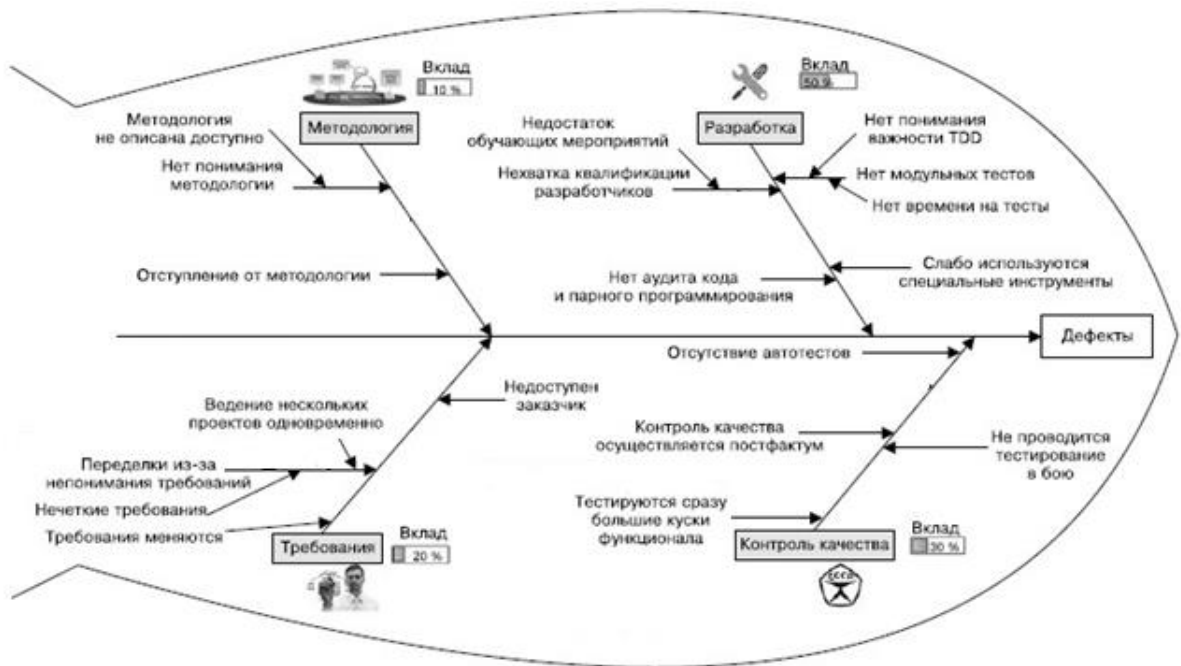 Вклад
10 %
Методология
Методология
не описана доступно
Нет понимания
методологии
Отступление от методологии
Вклад
50 %
Разработка
Недостаток
обучающих мероприятий
Нехватка квалификации
разработчиков
Нет понимания
важности TDD
Нет модульных тестов
Нет времени на тесты
Нет аудита кода
и парного программирования
Слабо используются
специальные инструменты
Дефекты
Недоступен
заказчик
Ведение нескольких
проектов одновременно
Переделки из-за
непонимания требований
Нечеткие требования
Требования меняются
Требования
Вклад
20 %
Отсутствие автотестов
Контроль качества
осуществляется постфактум
Не проводится
тестирование
в бою
Тестируются сразу
большие куски
функционала
Контроль качества
Вклад
30 %